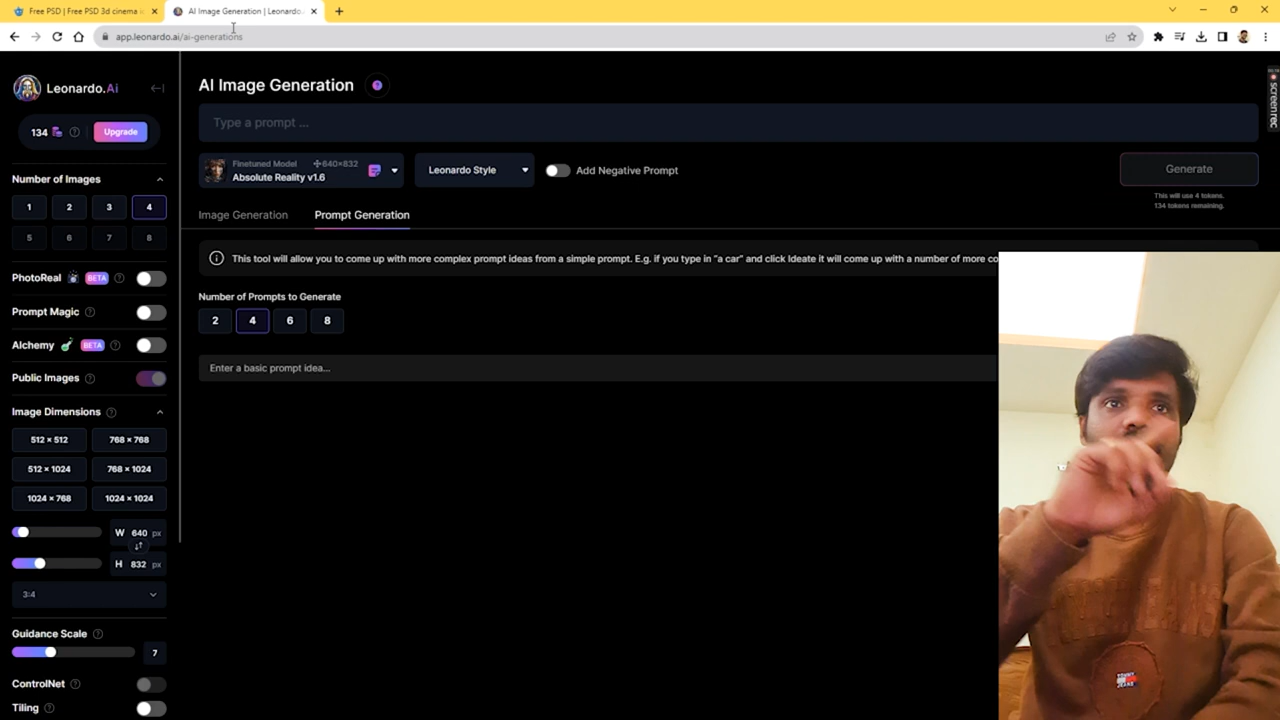 Free PSD | Free PSD 3d cinema
AI Image Generation | Leonardo.
app.leonardo.ai/ai-generations
Leonardo.Ai
134
Upgrade
Number of Images
1 2 3 4
5 6 7 8
PhotoReal BETA
Prompt Magic
Alchemy BETA
Public Images
Image Dimensions
512 × 512 768 × 768
512 × 1024 768 × 1024
1024 × 768 1024 × 1024
W 640 px
H 832 px
3:4
Guidance Scale
7
ControlNet
Tiling
AI Image Generation
Type a prompt ...
Finetuned Model 640×832
Absolute Reality v1.6
Leonardo Style
Add Negative Prompt
Generate
This will use 4 tokens.
134 tokens remaining.
Image Generation Prompt Generation
This tool will allow you to come up with more complex prompt ideas from a simple prompt. E.g. if you type in "a car" and click Ideate it will come up with a number of more co
Number of Prompts to Generate
2 4 6 8
Enter a basic prompt idea...
screenrec
TOMMY
JEANS